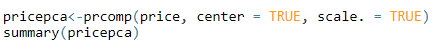 pricepca<-prcomp(price, center = TRUE, scale. = TRUE)
summary(pricepca)